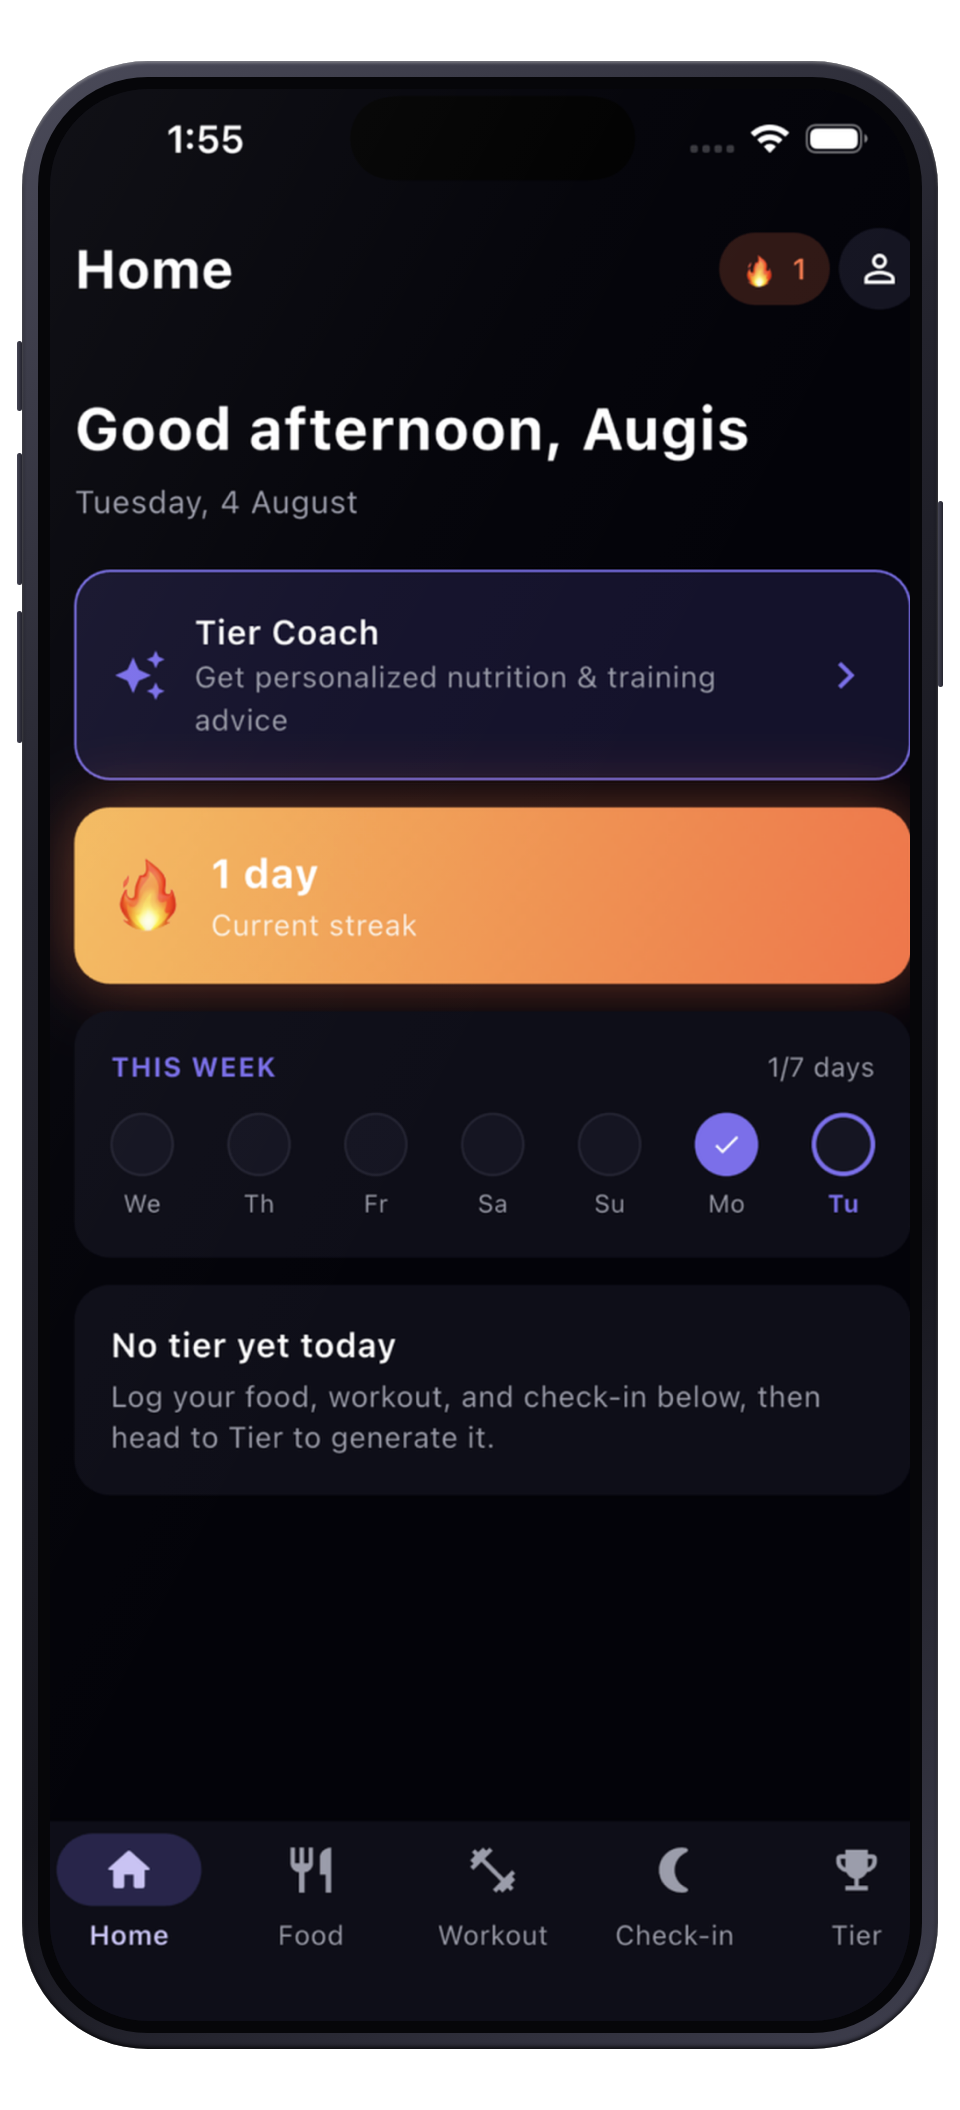 1:55
Home
1
Good afternoon, Augis
Tuesday, 4 August
Tier Coach
Get personalized nutrition & training
advice
1 day
Current streak
THIS WEEK
1/7 days
We Th Fr Sa Su Mo Tu
No tier yet today
Log your food, workout, and check-in below, then
head to Tier to generate it.
Home Food Workout Check-in Tier